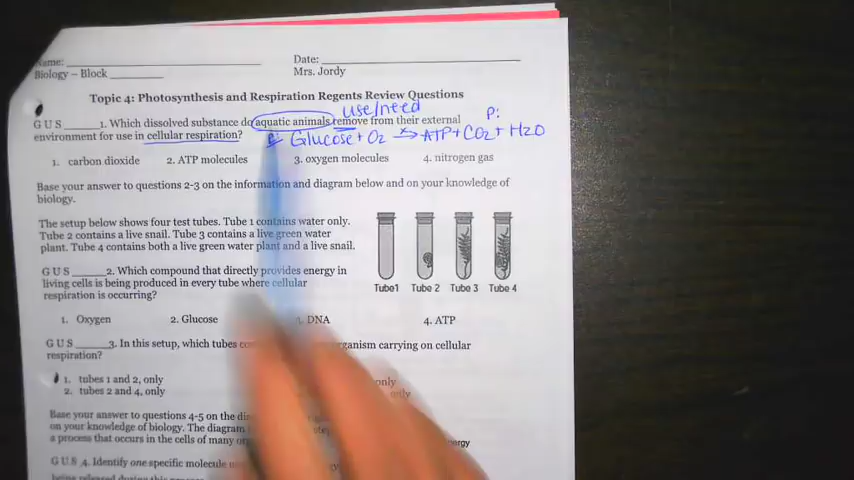 Name: ____________ Date: ____________
Biology – Block ________ Mrs. Jordy
Topic 4: Photosynthesis and Respiration Regents Review Questions
use/need
G U S ______1. Which dissolved substance do aquatic animals remove from their external
P:
environment for use in cellular respiration?
Glucose + O2 → ATP + CO2 + H2O
1. carbon dioxide 2. ATP molecules 3. oxygen molecules 4. nitrogen gas
Base your answer to questions 2-3 on the information and diagram below and on your knowledge of
biology.
The setup below shows four test tubes. Tube 1 contains water only.
Tube 2 contains a live snail. Tube 3 contains a live green water
plant. Tube 4 contains both a live green water plant and a live snail.
Tube1 Tube 2 Tube 3 Tube 4
G U S ______2. Which compound that directly provides energy in
living cells is being produced in every tube where cellular
respiration is occurring?
1. Oxygen 2. Glucose 3. DNA 4. ATP
G U S ______3. In this setup, which tubes organism carrying on cellular
respiration?
1. tubes 1 and 2, only only
2. tubes 2 and 4, only only
Base your answer to questions 4-5 on the
on your knowledge of biology. The diagram
a process that occurs in the cells of many
G U S 4. Identify one specific molecule
being released during this